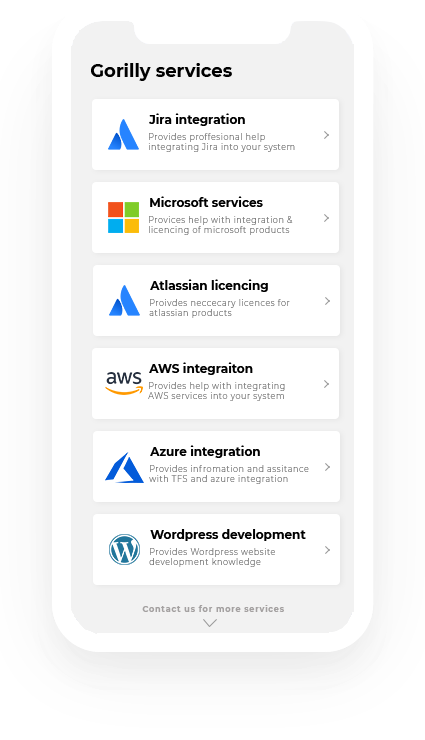 Gorilly services
Jira integration
Provides proffesional help
integrating Jira into your system
Microsoft services
Provices help with integration &
licencing of microsoft products
Atlassian licencing
Proivdes neccecary licences for
atlassian products
aws
AWS integraiton
Provides help with integrating
AWS services into your system
Azure integration
Provides infromation and assitance
with TFS and azure integration
W
Wordpress development
Provides Wordpress website
development knowledge
Contact us for more services